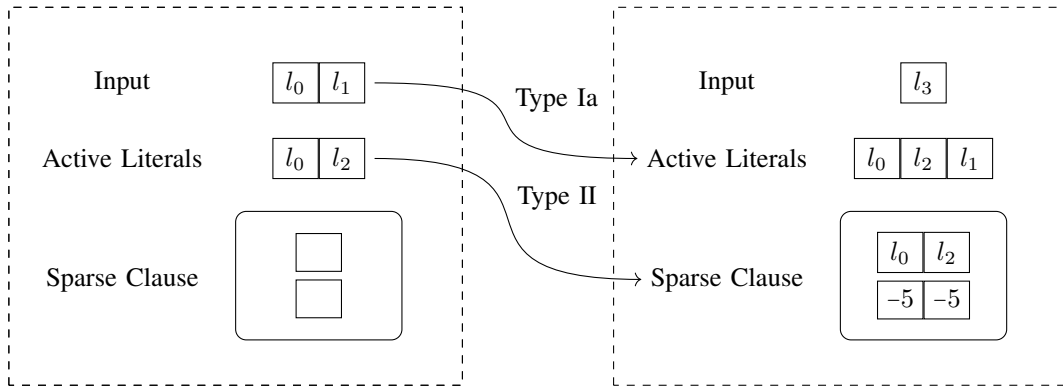 Input l₀ l₁ Type Ia Input l₃
Active Literals l₀ l₂ Active Literals l₀ l₂ l₁
Type II
Sparse Clause Sparse Clause l₀ l₂
–5 –5